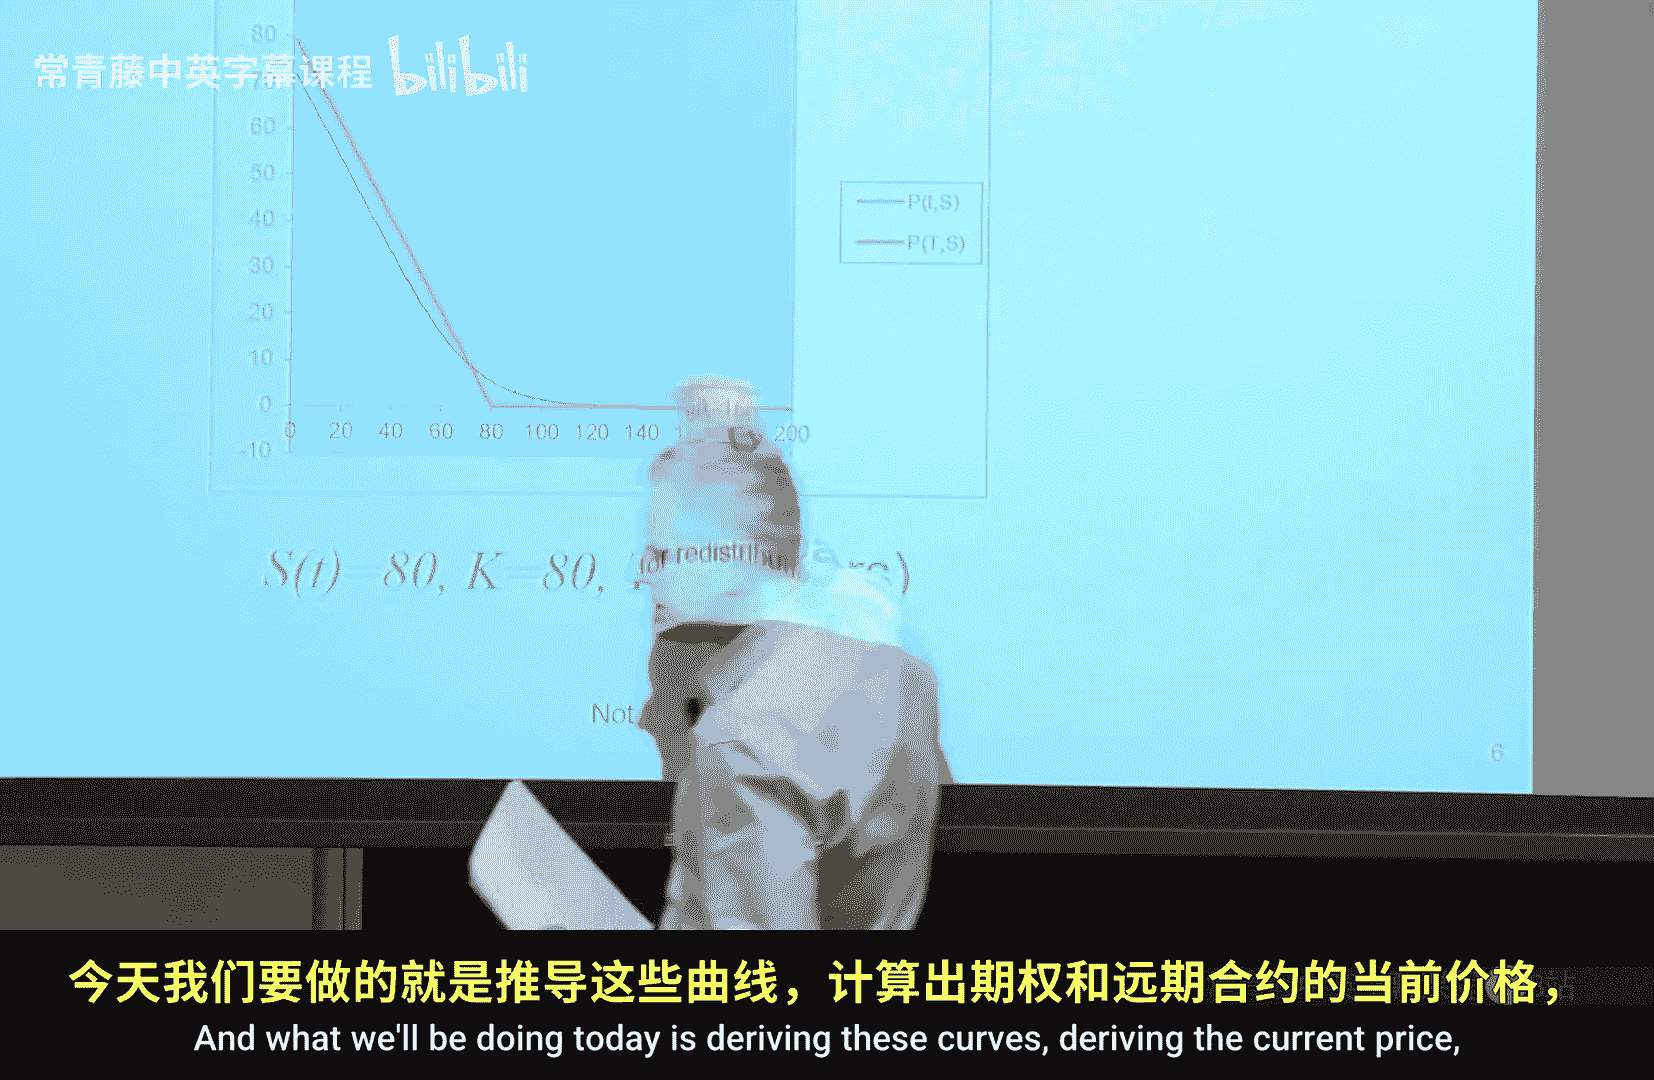 常青藤中英字幕课程 bilibili
80
60
50
40
30
20
10
0
-10
0 20 40 60 80 100 120 140 200
P(t,S)
P(T,S)
S(t)=80, K=80,
for redistribu
Not
6
今天我们要做的就是推导这些曲线，计算出期权和远期合约的当前价格，
And what we'll be doing today is deriving these curves, deriving the current price,